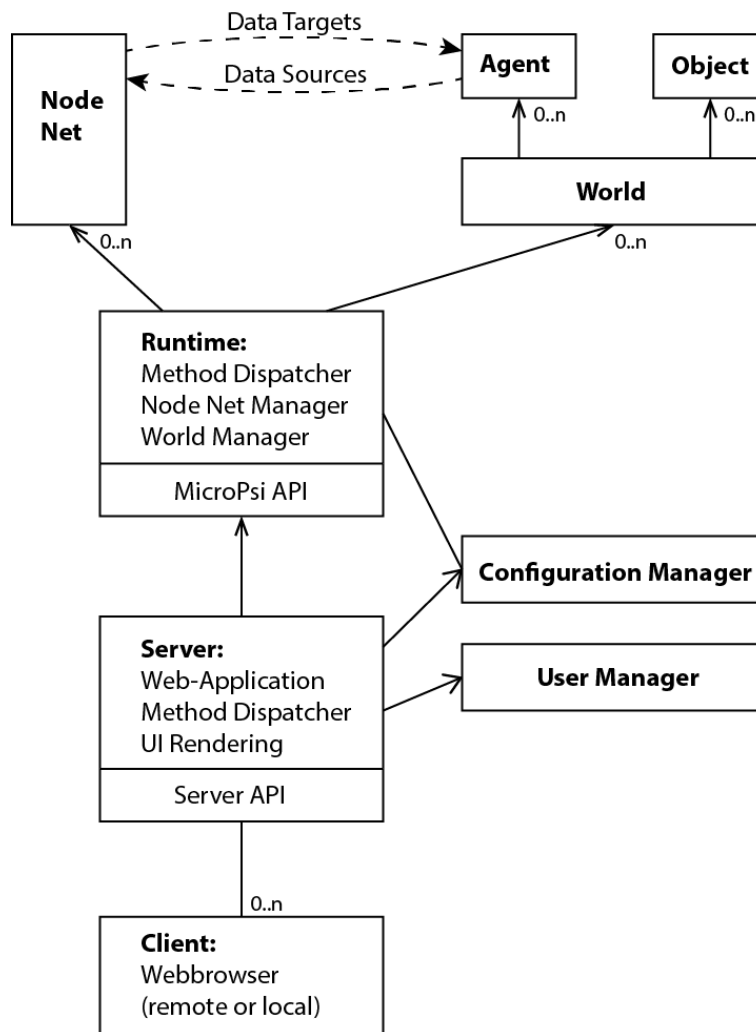 Data Targets
Data Sources
Node
Net
Agent
Object
0..n
0..n
World
0..n
0..n
Runtime:
Method Dispatcher
Node Net Manager
World Manager
MicroPsi API
Configuration Manager
Server:
Web-Application
Method Dispatcher
UI Rendering
User Manager
Server API
0..n
Client:
Webbrowser
(remote or local)